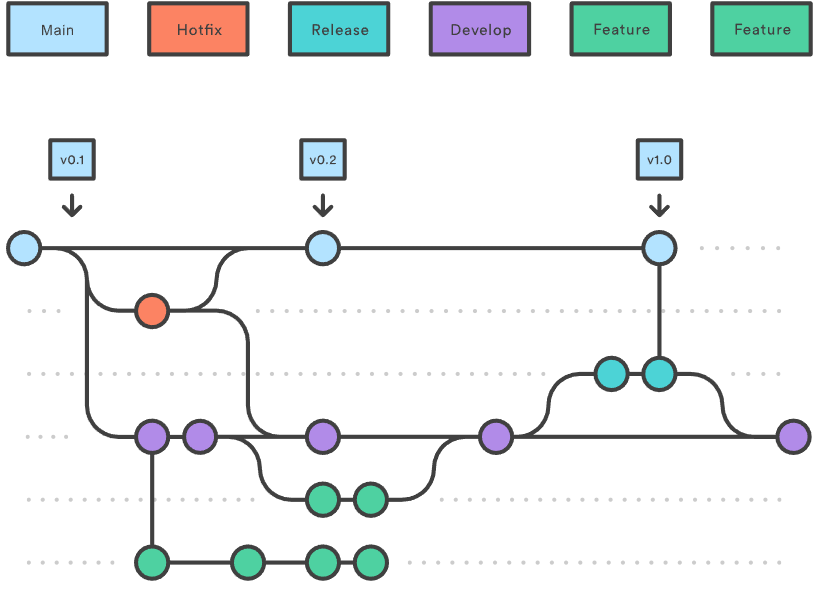 Main
Hotfix
Release
Develop
Feature
Feature
v0.1
v0.2
v1.0